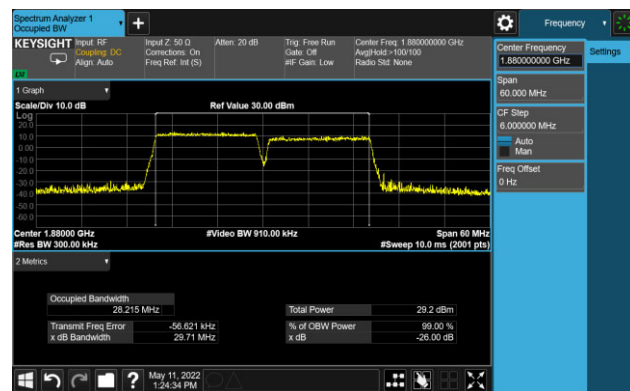 Spectrum Analyzer 1
Occupied BW
Frequency
KEYSIGHT
Input: RF
Coupling: DC
Align: Auto
Input Z: 50 Ω
Corrections: On
Freq Ref: Int (S)
Atten: 20 dB
Trig: Free Run
Gate: Off
#IF Gain: Low
Center Freq: 1.880000000 GHz
Avg|Hold:>100/100
Radio Std: None
LW
Center Frequency
1.880000000 GHz
Settings
Span
60.000 MHz
CF Step
6.000000 MHz
Auto
Man
Freq Offset
0 Hz
1 Graph
Scale/Div 10.0 dB
Ref Value 30.00 dBm
Log
20.0
10.0
0.00
-10.0
-20.0
-30.0
-40.0
-50.0
-60.0
Center 1.88000 GHz
#Video BW 910.00 kHz
Span 60 MHz
#Res BW 300.00 kHz
#Sweep 10.0 ms (2001 pts)
2 Metrics
Occupied Bandwidth
28.215 MHz
Total Power
29.2 dBm
Transmit Freq Error
-56.621 kHz
% of OBW Power
99.00 %
x dB Bandwidth
29.71 MHz
x dB
-26.00 dB
?
May 11, 2022
1:24:34 PM